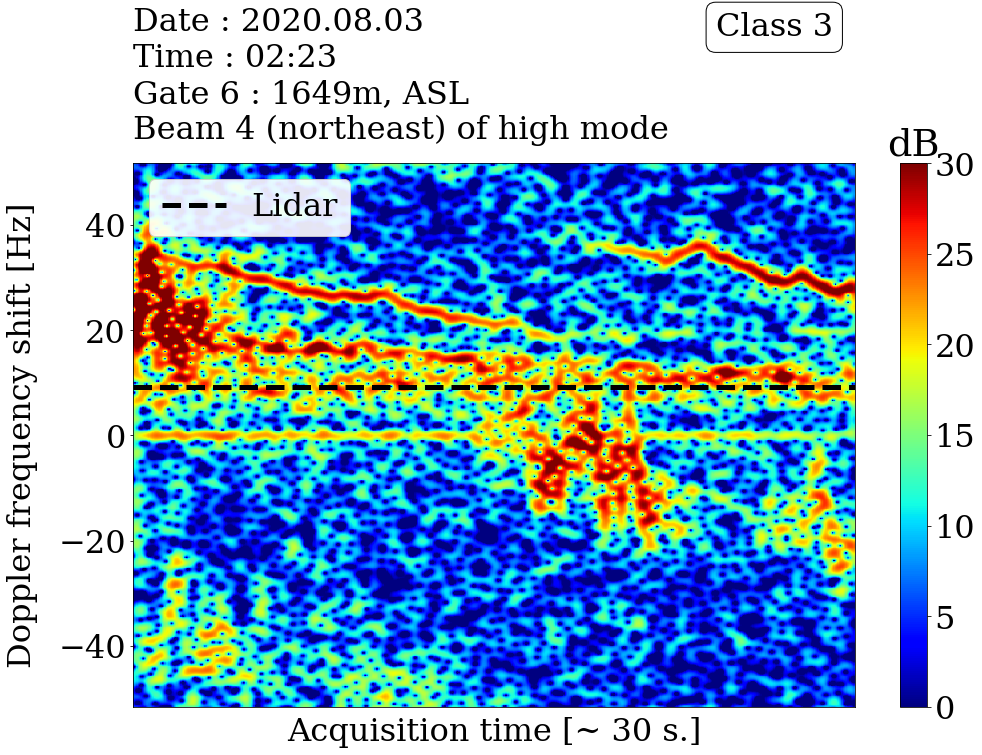 Date : 2020.08.03
Time : 02:23
Gate 6 : 1649m, ASL
Beam 4 (northeast) of high mode
Class 3
dB
Lidar
Doppler frequency shift [Hz]
40
20
0
−20
−40
Acquisition time [~ 30 s.]
30
25
20
15
10
5
0